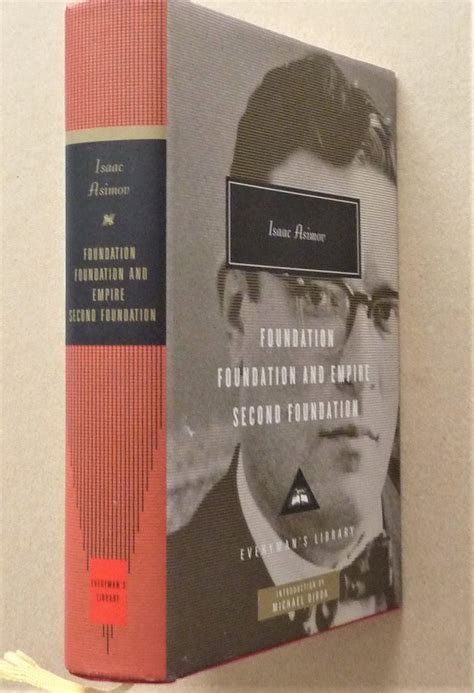 Isaac
Asimov
FOUNDATION
FOUNDATION AND
EMPIRE
SECOND FOUNDATION
EVERYMAN'S
LIBRARY
Isaac Asimov
FOUNDATION
FOUNDATION AND EMPIRE
SECOND FOUNDATION
EVERYMAN'S LIBRARY
INTRODUCTION BY
MICHAEL DIRDA